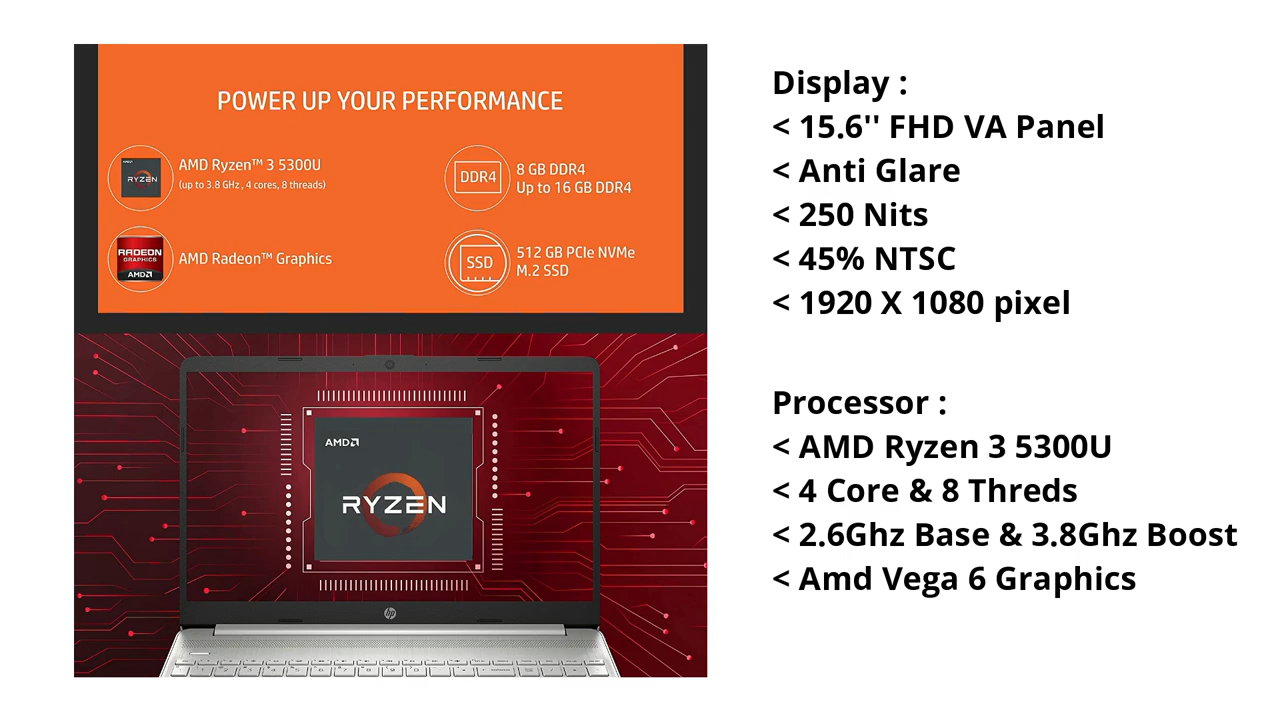 POWER UP YOUR PERFORMANCE
RYZEN
AMD Ryzen™ 3 5300U
(up to 3.8 GHz , 4 cores, 8 threads)
DDR4
8 GB DDR4
Up to 16 GB DDR4
RADEON
GRAPHICS
AMD
AMD Radeon™ Graphics
SSD
512 GB PCIe NVMe
M.2 SSD
AMD
RYZEN
hp
Display :
< 15.6'' FHD VA Panel
< Anti Glare
< 250 Nits
< 45% NTSC
< 1920 X 1080 pixel
Processor :
< AMD Ryzen 3 5300U
< 4 Core & 8 Threds
< 2.6Ghz Base & 3.8Ghz Boost
< Amd Vega 6 Graphics